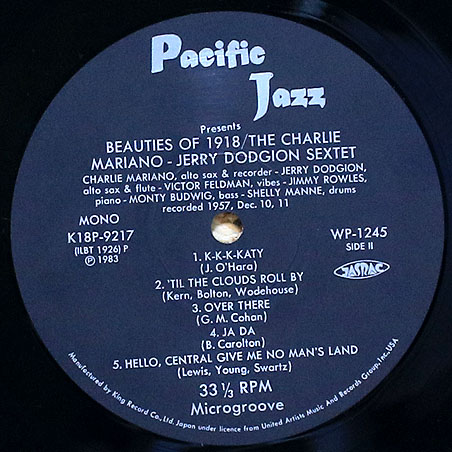 Pacific
Jazz
Presents
BEAUTIES OF 1918/THE CHARLIE
MARIANO - JERRY DODGION SEXTET
CHARLIE MARIANO, alto sax & recorder - JERRY DODGION,
alto sax & flute - VICTOR FELDMAN, vibes - JIMMY ROWLES,
piano - MONTY BUDWIG, bass - SHELLY MANNE, drums
recorded 1957, Dec. 10, 11
MONO
K18P-9217
(ILBT 1926) P
Ⓟ 1983
WP-1245
SIDE II
JASRAC
1. K-K-K-KATY
(J. O'Hara)
2. 'TIL THE CLOUDS ROLL BY
(Kern, Bolton, Wodehouse)
3. OVER THERE
(G. M. Cohan)
4. JA DA
(B. Carolton)
5. HELLO, CENTRAL GIVE ME NO MAN'S LAND
(Lewis, Young, Swartz)
33 ⅓ RPM
Microgroove
Manufactured by King Record Co., Ltd. Japan under licence from United Artists Music And Records Group, Inc., USA